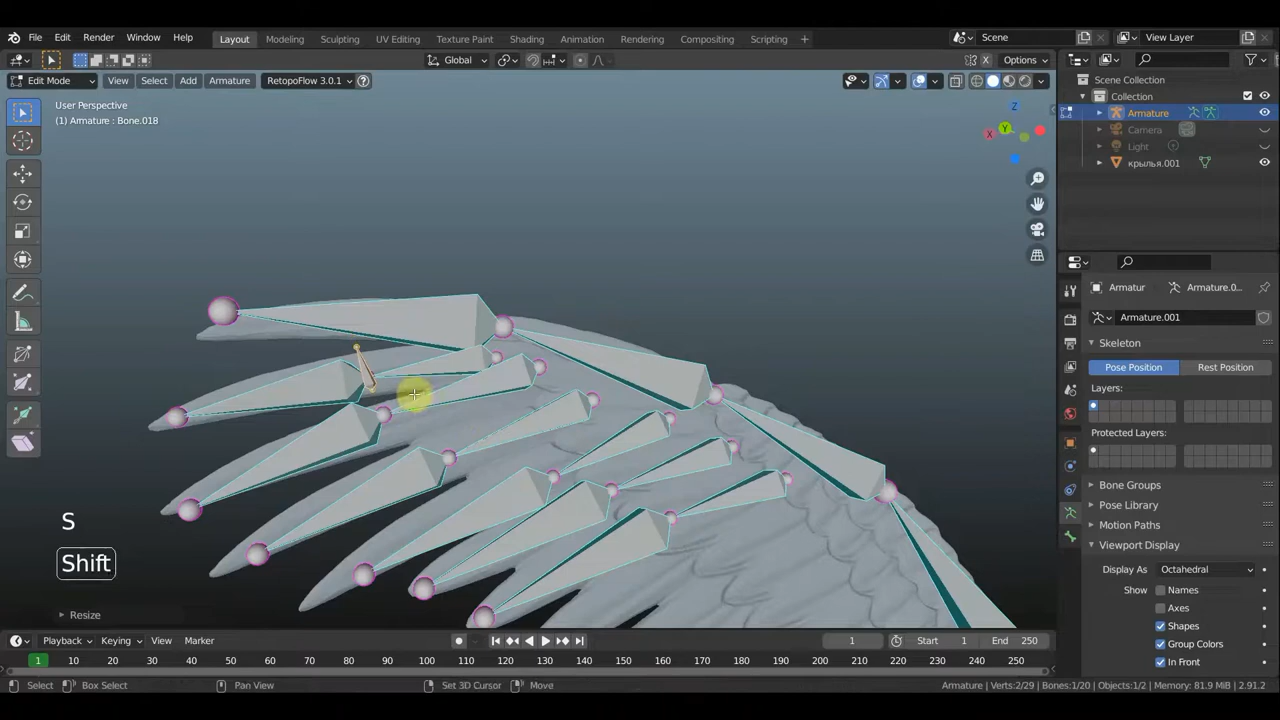 File Edit Render Window Help Layout Modeling Sculpting UV Editing Texture Paint Shading Animation Rendering Compositing Scripting + Scene View Layer
Global X Options
Edit Mode View Select Add Armature RetopoFlow 3.0.1
User Perspective
(1) Armature : Bone.018
Scene Collection
Collection
Armature
Camera
Light
крылья.001
Z
Y
X
Armatur Armature.0...
Armature.001
Skeleton
Pose Position Rest Position
Layers:
Protected Layers:
Bone Groups
Pose Library
Motion Paths
Viewport Display
Display As Octahedral
Show Names
Axes
Shapes
Group Colors
In Front
S
Shift
Resize
Playback Keying View Marker 1 Start 1 End 250
1 10 20 30 40 50 60 70 80 90 100 110 120 130 140 150 160 170 180 190 200 210 220 230 240 250
Select Box Select Pan View Set 3D Cursor Move Armature | Verts:2/29 | Bones:1/20 | Objects:1/2 | Memory: 81.9 MiB | 2.91.2